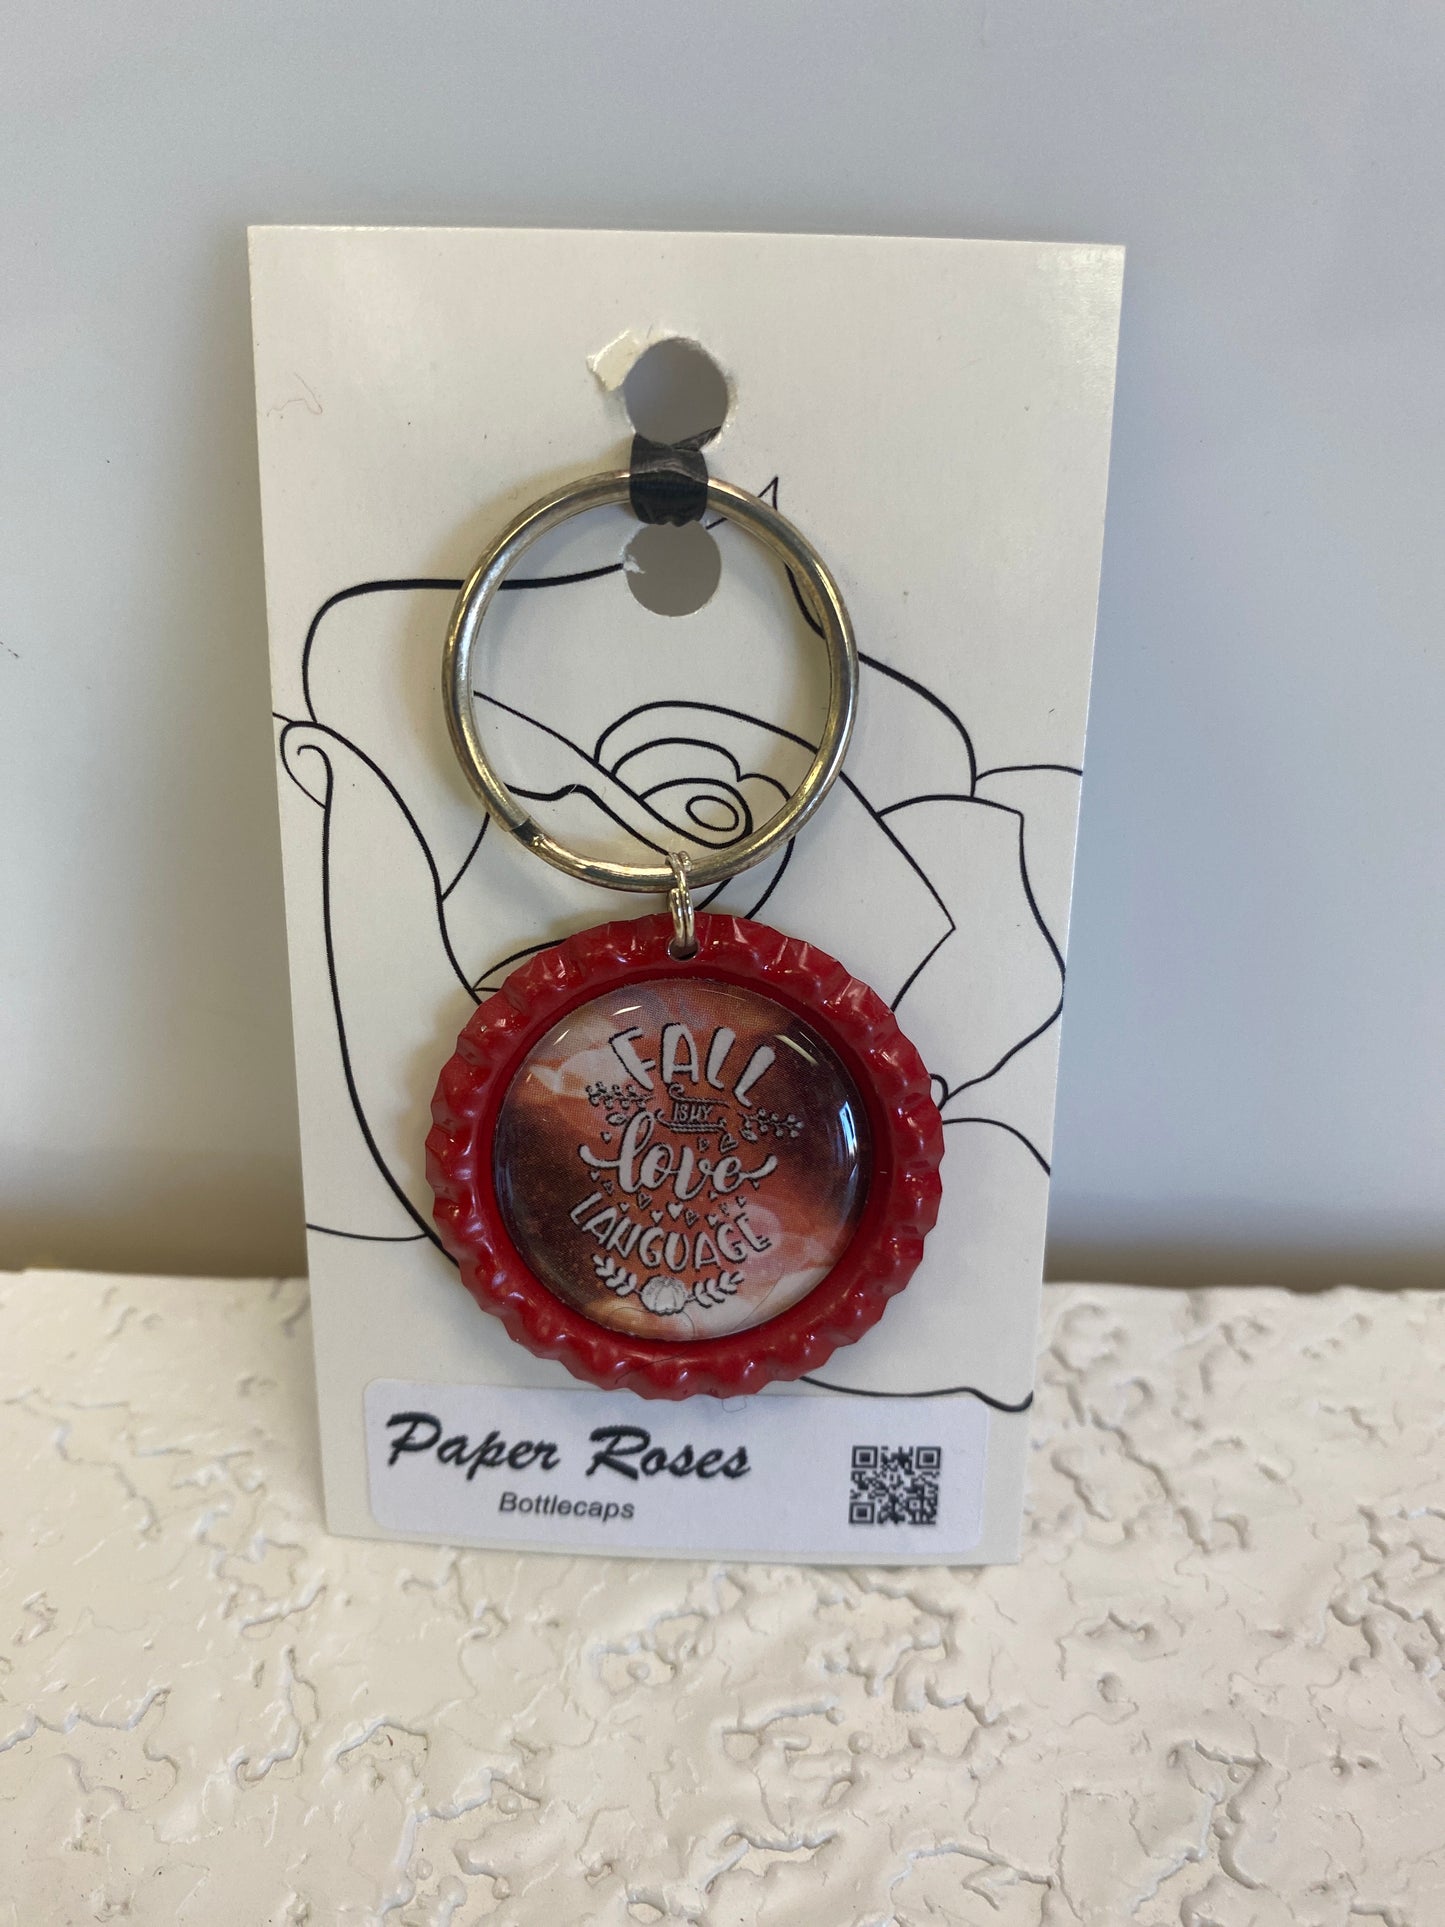 FALL
IS MY
love
LANGUAGE
Paper Roses
Bottlecaps